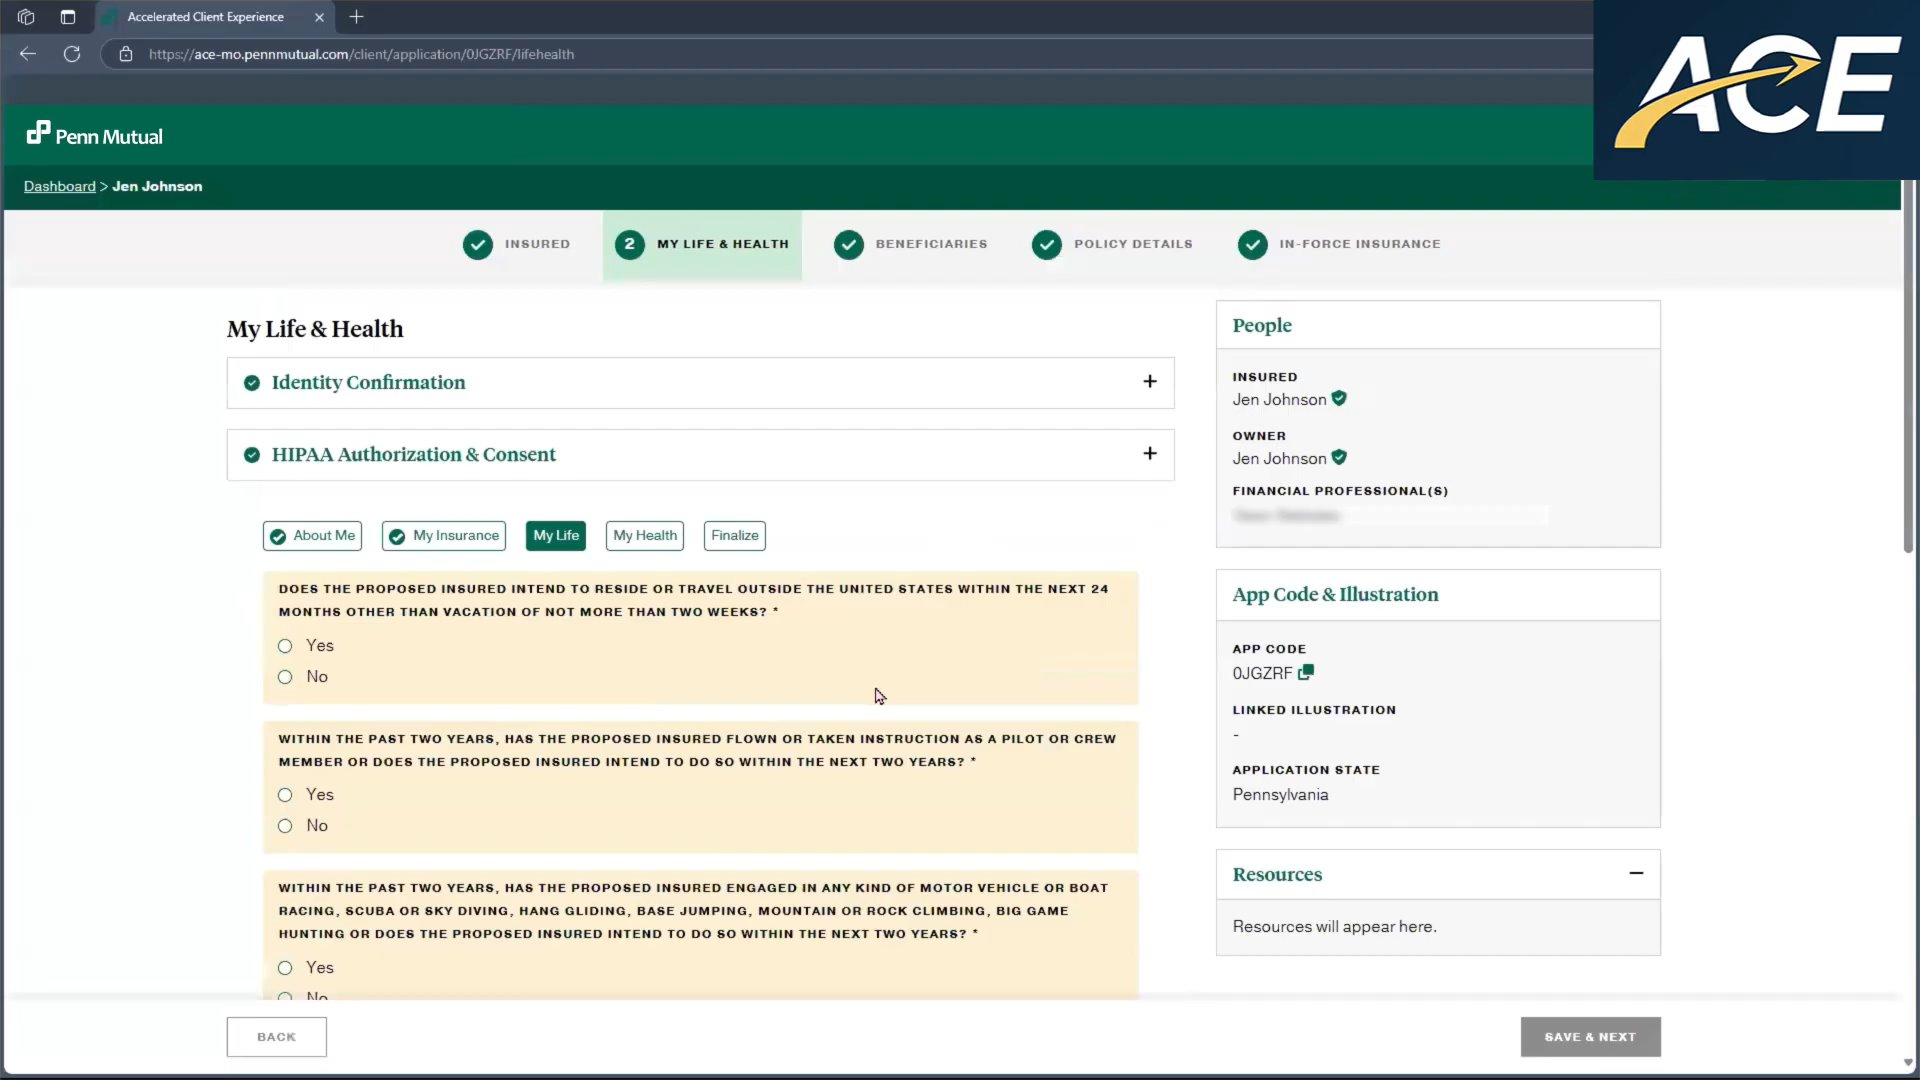 Accelerated Client Experience
https://ace-mo.pennmutual.com/client/application/0JGZRF/lifehealth
ACE
Penn Mutual
Dashboard > Jen Johnson
INSURED
2 MY LIFE & HEALTH
BENEFICIARIES
POLICY DETAILS
IN-FORCE INSURANCE
My Life & Health
Identity Confirmation
HIPAA Authorization & Consent
About Me
My Insurance
My Life
My Health
Finalize
DOES THE PROPOSED INSURED INTEND TO RESIDE OR TRAVEL OUTSIDE THE UNITED STATES WITHIN THE NEXT 24
MONTHS OTHER THAN VACATION OF NOT MORE THAN TWO WEEKS? *
Yes
No
WITHIN THE PAST TWO YEARS, HAS THE PROPOSED INSURED FLOWN OR TAKEN INSTRUCTION AS A PILOT OR CREW
MEMBER OR DOES THE PROPOSED INSURED INTEND TO DO SO WITHIN THE NEXT TWO YEARS? *
Yes
No
WITHIN THE PAST TWO YEARS, HAS THE PROPOSED INSURED ENGAGED IN ANY KIND OF MOTOR VEHICLE OR BOAT
RACING, SCUBA OR SKY DIVING, HANG GLIDING, BASE JUMPING, MOUNTAIN OR ROCK CLIMBING, BIG GAME
HUNTING OR DOES THE PROPOSED INSURED INTEND TO DO SO WITHIN THE NEXT TWO YEARS? *
Yes
No
People
INSURED
Jen Johnson
OWNER
Jen Johnson
FINANCIAL PROFESSIONAL(S)
App Code & Illustration
APP CODE
0JGZRF
LINKED ILLUSTRATION
-
APPLICATION STATE
Pennsylvania
Resources
Resources will appear here.
BACK
SAVE & NEXT